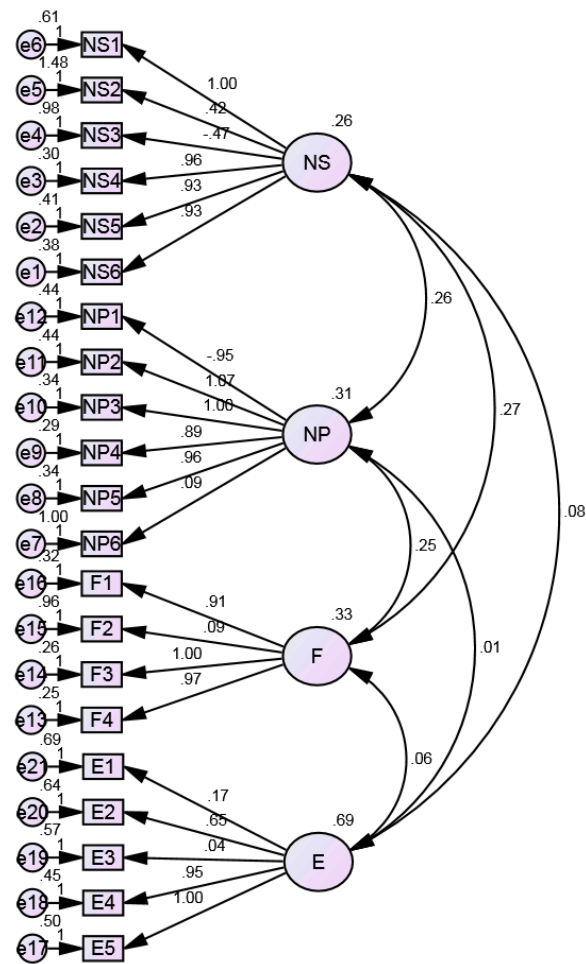 .61
e6 1 NS1
1.48
e5 1 NS2
.98
e4 1 NS3
.30
e3 1 NS4
.41
e2 1 NS5
.38
e1 1 NS6
1.00
.42
-.47
.96
.93
.93
.26
NS
.44
e12 1 NP1
.44
e11 1 NP2
.34
e10 1 NP3
.29
e9 1 NP4
.34
e8 1 NP5
1.00
e7 1 NP6
-.95
1.07
1.00
.89
.96
.09
.31
NP
.32
e16 1 F1
.96
e15 1 F2
.26
e14 1 F3
.25
e13 1 F4
.91
.09
1.00
.97
.33
F
.69
e21 1 E1
.64
e20 1 E2
.57
e19 1 E3
.45
e18 1 E4
.50
e17 1 E5
.17
.65
.04
.95
1.00
.69
E
.26
.27
.08
.25
.01
.06